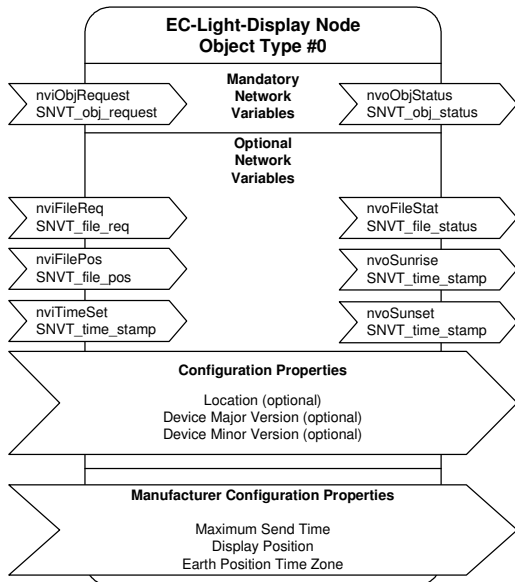 EC-Light-Display Node
Object Type #0
Mandatory
Network
Variables
nviObjRequest
SNVT_obj_request
nvoObjStatus
SNVT_obj_status
Optional
Network
Variables
nviFileReq
SNVT_file_req
nvoFileStat
SNVT_file_status
nviFilePos
SNVT_file_pos
nvoSunrise
SNVT_time_stamp
nviTimeSet
SNVT_time_stamp
nvoSunset
SNVT_time_stamp
Configuration Properties
Location (optional)
Device Major Version (optional)
Device Minor Version (optional)
Manufacturer Configuration Properties
Maximum Send Time
Display Position
Earth Position Time Zone